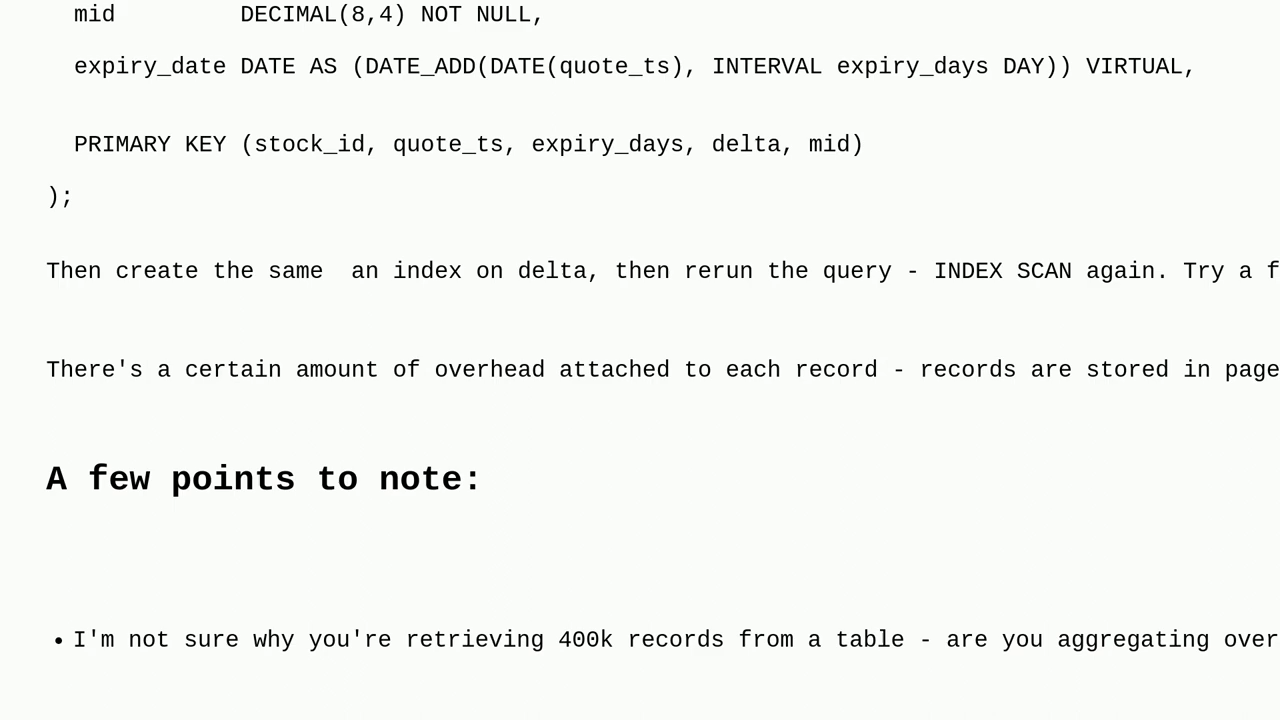 mid         DECIMAL(8,4) NOT NULL,
expiry_date DATE AS (DATE_ADD(DATE(quote_ts), INTERVAL expiry_days DAY)) VIRTUAL,
PRIMARY KEY (stock_id, quote_ts, expiry_days, delta, mid)
);
Then create the same  an index on delta, then rerun the query - INDEX SCAN again. Try a f
There's a certain amount of overhead attached to each record - records are stored in page
A few points to note:
• I'm not sure why you're retrieving 400k records from a table - are you aggregating over